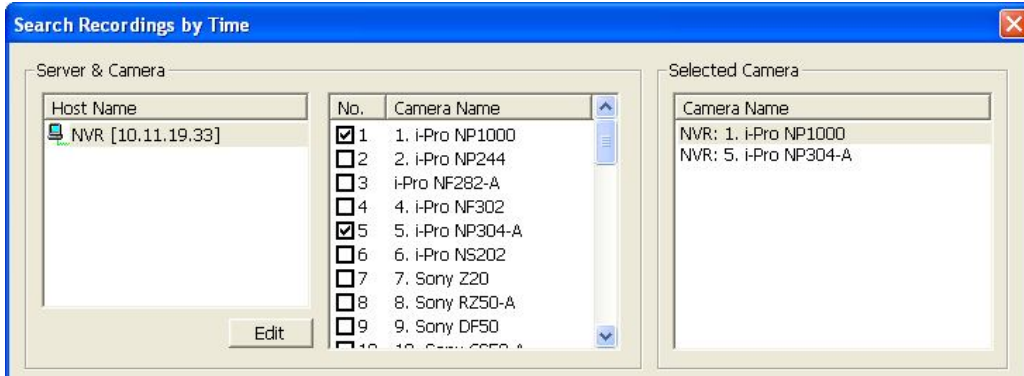 Search Recordings by Time
Server & Camera
Host Name
NVR [10.11.19.33]
Edit
No. Camera Name
1 1. i-Pro NP1000
2 2. i-Pro NP244
3 i-Pro NF282-A
4 4. i-Pro NF302
5 5. i-Pro NP304-A
6 6. i-Pro NS202
7 7. Sony Z20
8 8. Sony RZ50-A
9 9. Sony DF50
Selected Camera
Camera Name
NVR: 1. i-Pro NP1000
NVR: 5. i-Pro NP304-A